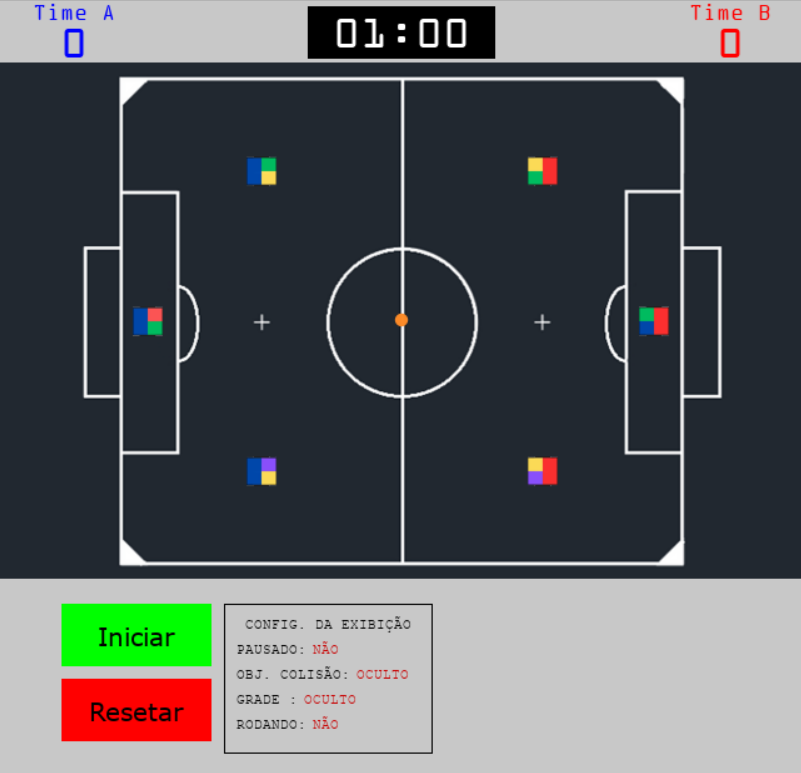 Time A
0
01:00
Time B
0
Iniciar
Resetar
CONFIG. DA EXIBIÇÃO
PAUSADO: NÃO
OBJ. COLISÃO: OCULTO
GRADE : OCULTO
RODANDO: NÃO